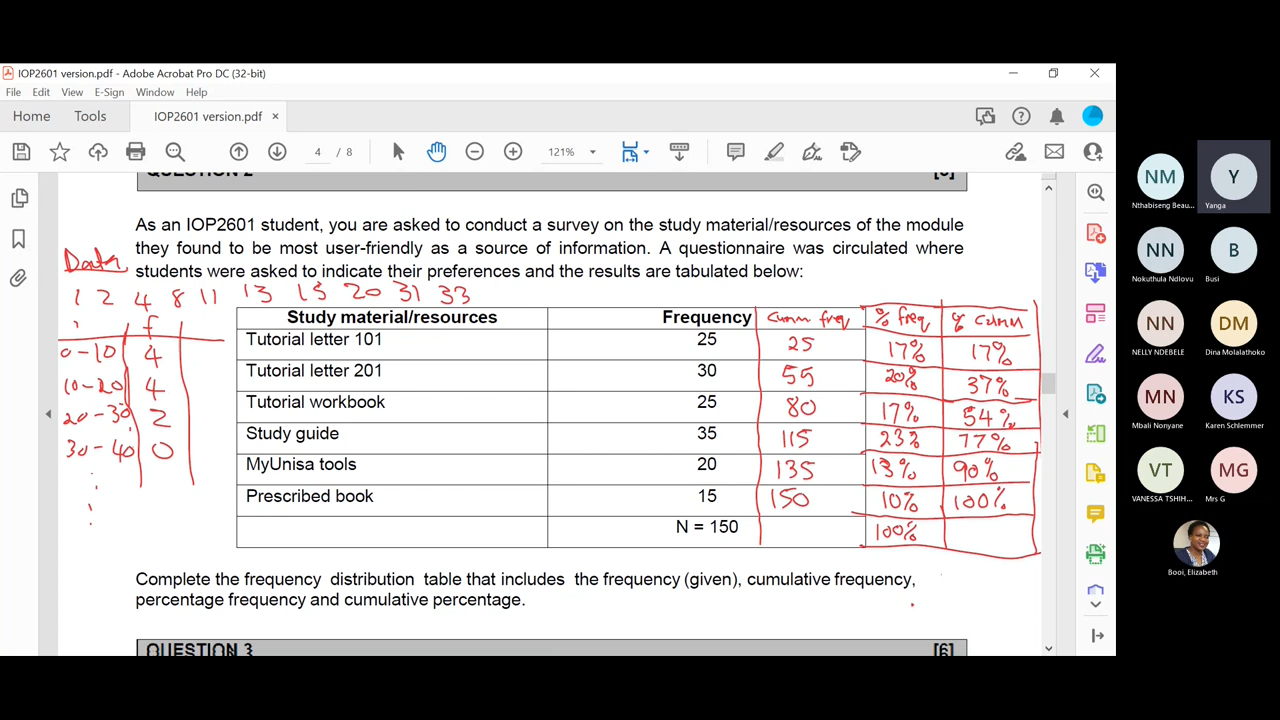 IOP2601 version.pdf - Adobe Acrobat Pro DC (32-bit)
File Edit View E-Sign Window Help
Home Tools IOP2601 version.pdf ×
4 / 8 121%
QUESTION 2 [6]
As an IOP2601 student, you are asked to conduct a survey on the study material/resources of the module
they found to be most user-friendly as a source of information. A questionnaire was circulated where
students were asked to indicate their preferences and the results are tabulated below:
Data
1 2 4 8 11 13 15 20 31 33
f
0-10 4
10-20 4
20-30 2
30-40 0
Study material/resources Frequency Cumm freq % freq % Cumm
Tutorial letter 101 25 25 17% 17%
Tutorial letter 201 30 55 20% 37%
Tutorial workbook 25 80 17% 54%
Study guide 35 115 23% 77%
MyUnisa tools 20 135 13% 90%
Prescribed book 15 150 10% 100%
N = 150 100%
Complete the frequency distribution table that includes the frequency (given), cumulative frequency,
percentage frequency and cumulative percentage.
QUESTION 3 [6]
NM Y
Nthabiseng Beau... Yanga
NN B
Nokuthula Ndlovu Busi
NN DM
NELLY NDEBELE Dina Molalathoko
MN KS
Mbali Nonyane Karen Schlemmer
VT MG
VANESSA TSHIH... Mrs G
Booi, Elizabeth